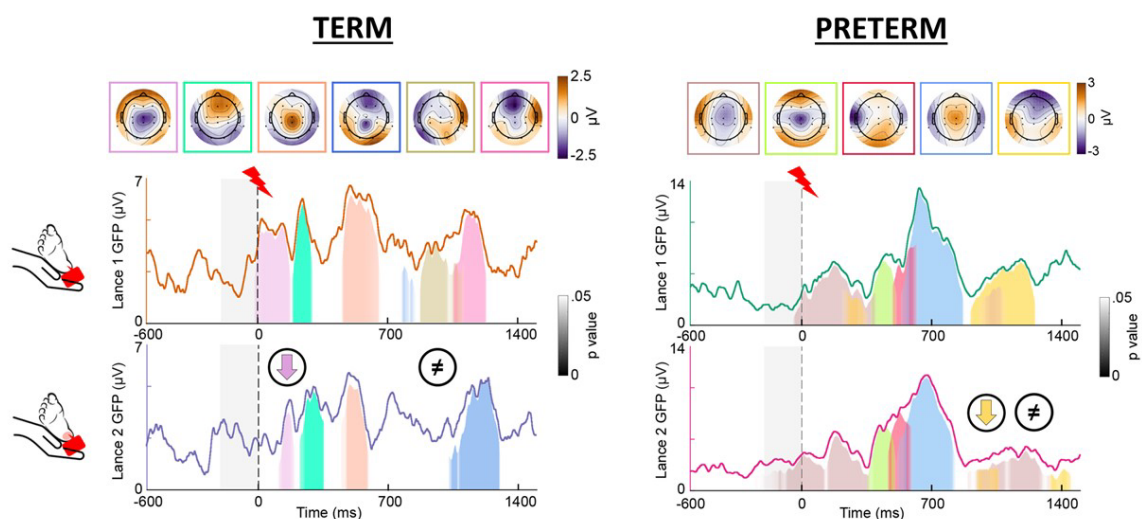 TERM
PRETERM
2.5
0
-2.5
μV
3
0
-3
μV
7
0
Lance 1 GFP (μV)
-600 0 700 1400
14
0
Lance 1 GFP (μV)
-600 0 700 1400
.05
0
p value
.05
0
p value
7
0
Lance 2 GFP (μV)
≠
-600 0 700 1400
Time (ms)
14
0
Lance 2 GFP (μV)
≠
-600 0 700 1400
Time (ms)